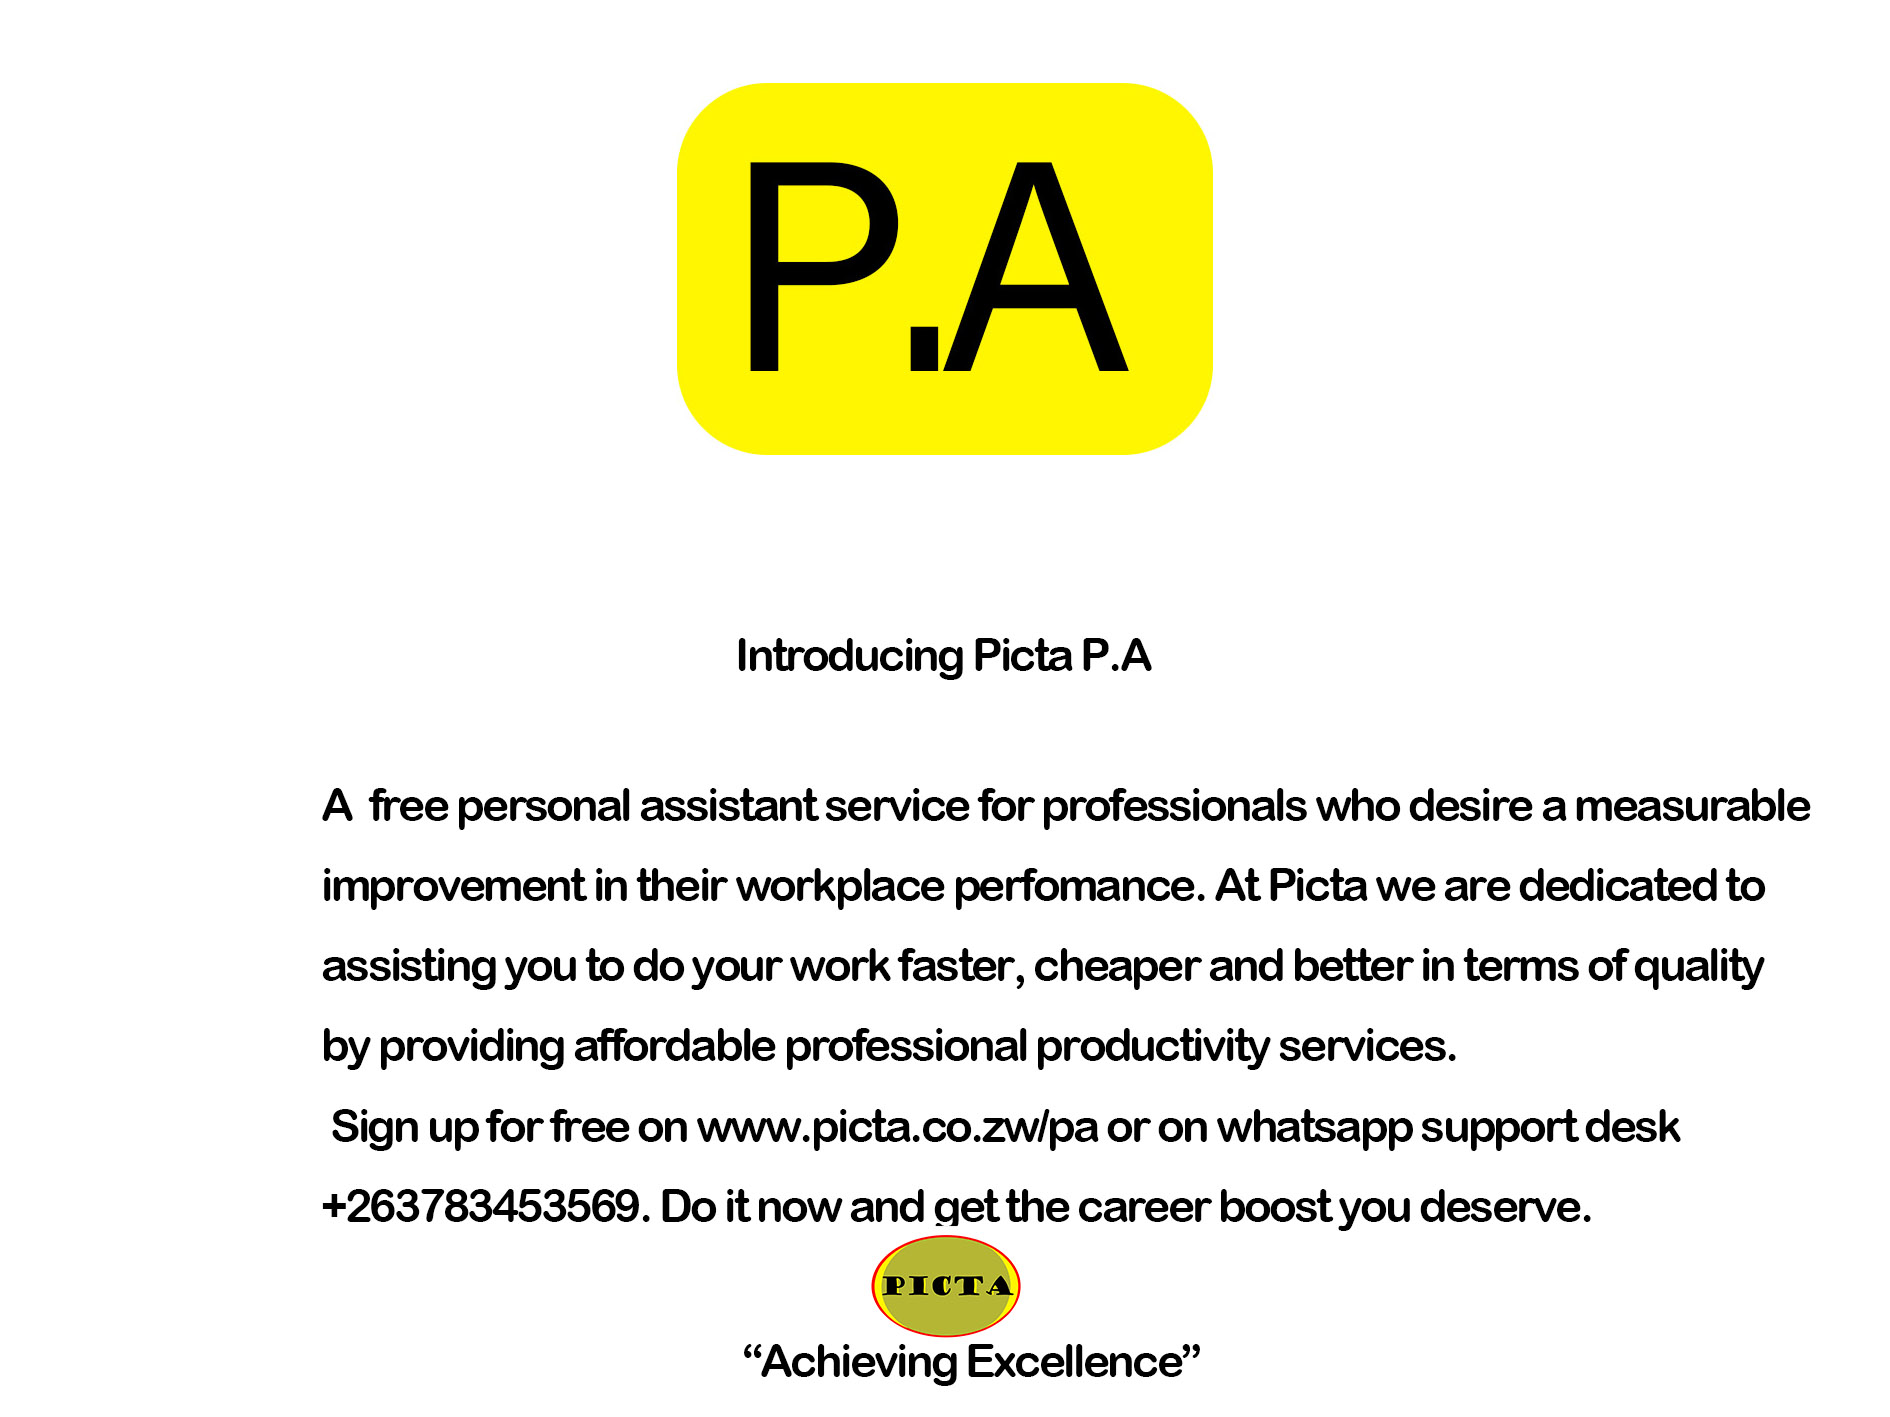 P.A
Introducing Picta P.A
A free personal assistant service for professionals who desire a measurable
improvement in their workplace perfomance. At Picta we are dedicated to
assisting you to do your work faster, cheaper and better in terms of quality
by providing affordable professional productivity services.
Sign up for free on www.picta.co.zw/pa or on whatsapp support desk
+263783453569. Do it now and get the career boost you deserve.
PICTA
“Achieving Excellence”